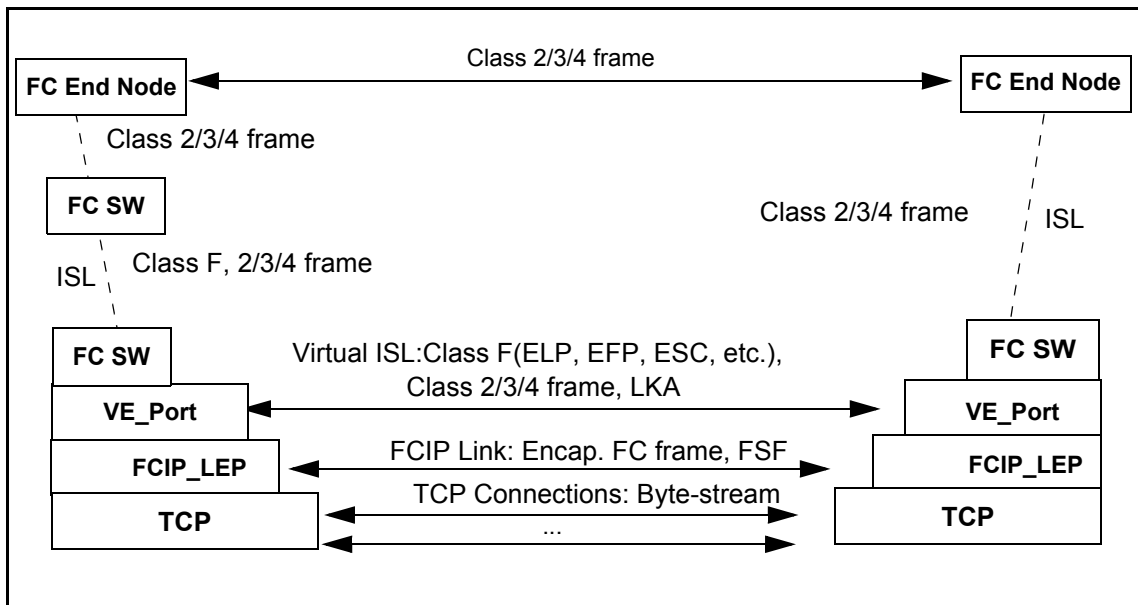 Class 2/3/4 frame
FC End Node
FC End Node
Class 2/3/4 frame
FC SW
Class 2/3/4 frame
ISL
Class F, 2/3/4 frame
ISL
FC SW
Virtual ISL:Class F(ELP, EFP, ESC, etc.),
FC SW
Class 2/3/4 frame, LKA
VE_Port
VE_Port
FCIP Link: Encap. FC frame, FSF
FCIP_LEP
FCIP_LEP
TCP Connections: Byte-stream
TCP
TCP
...